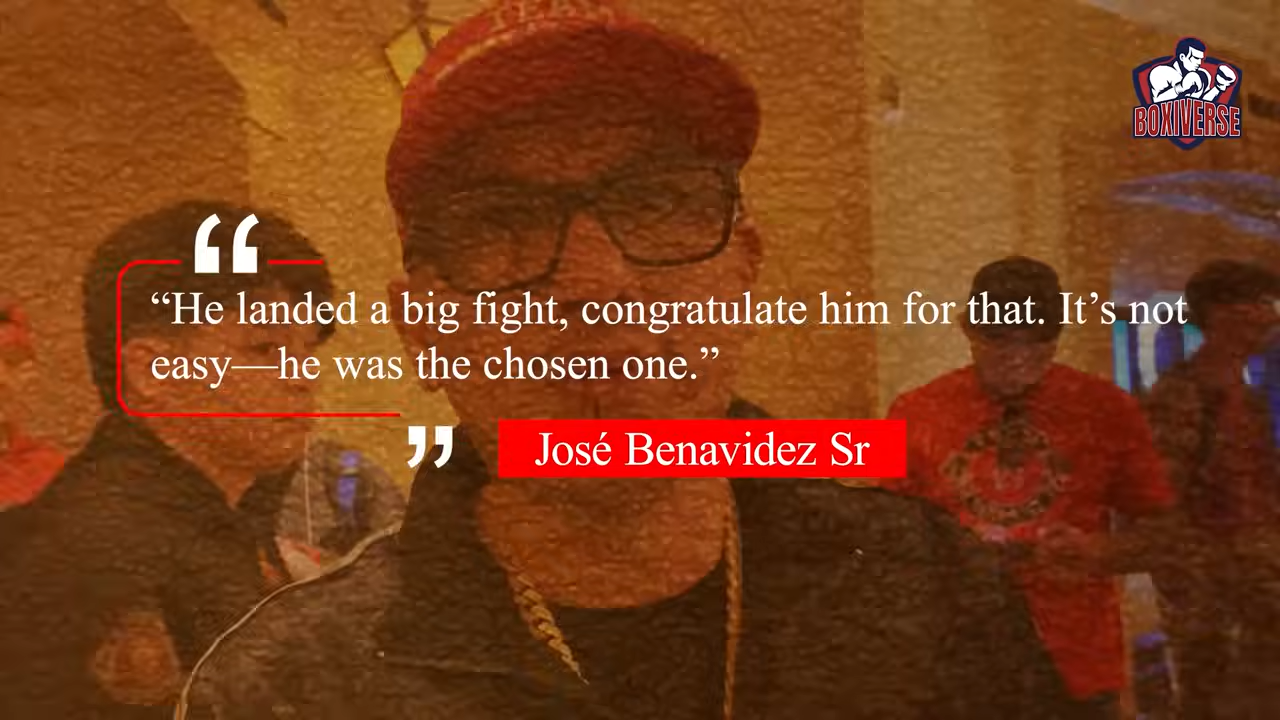 TEAM
BOXIVERSE
“
“He landed a big fight, congratulate him for that. It’s not
easy—he was the chosen one.”
”
José Benavidez Sr